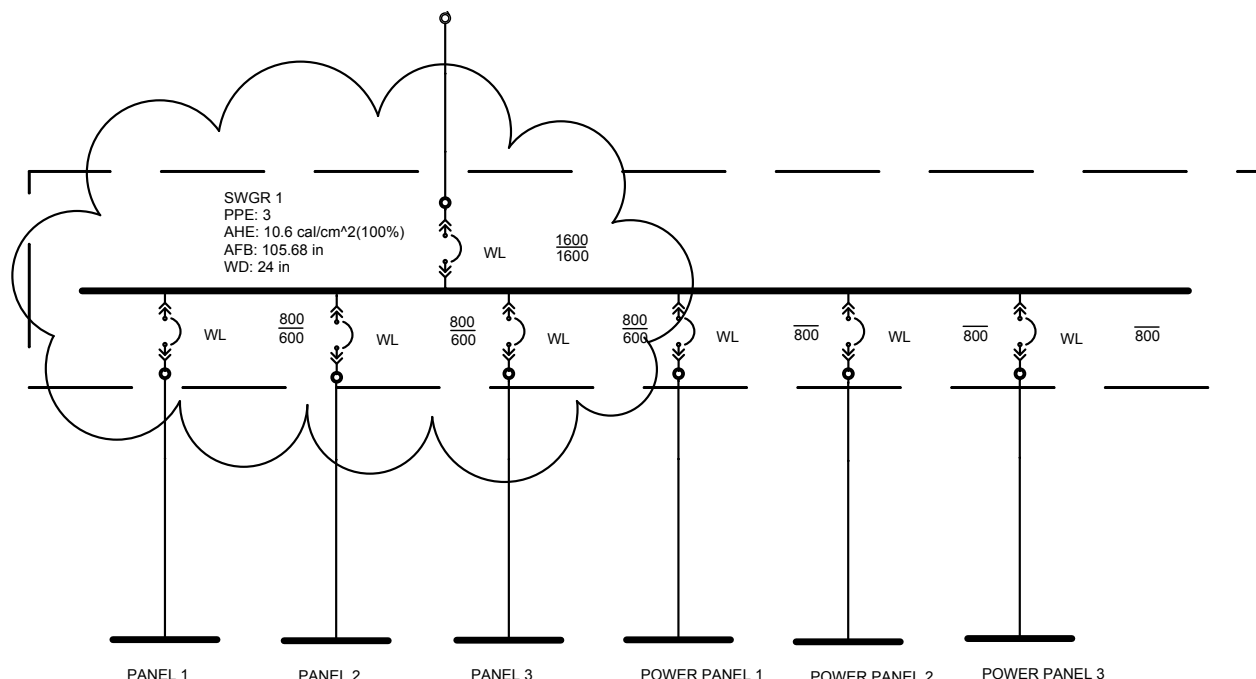 SWGR 1
PPE: 3
AHE: 10.6 cal/cm^2(100%)
AFB: 105.68 in
WD: 24 in
WL
1600
1600
WL
800
600
WL
800
600
WL
800
600
WL
800
WL
800
WL
800
PANEL 1
PANEL 2
PANEL 3
POWER PANEL 1
POWER PANEL 2
POWER PANEL 3